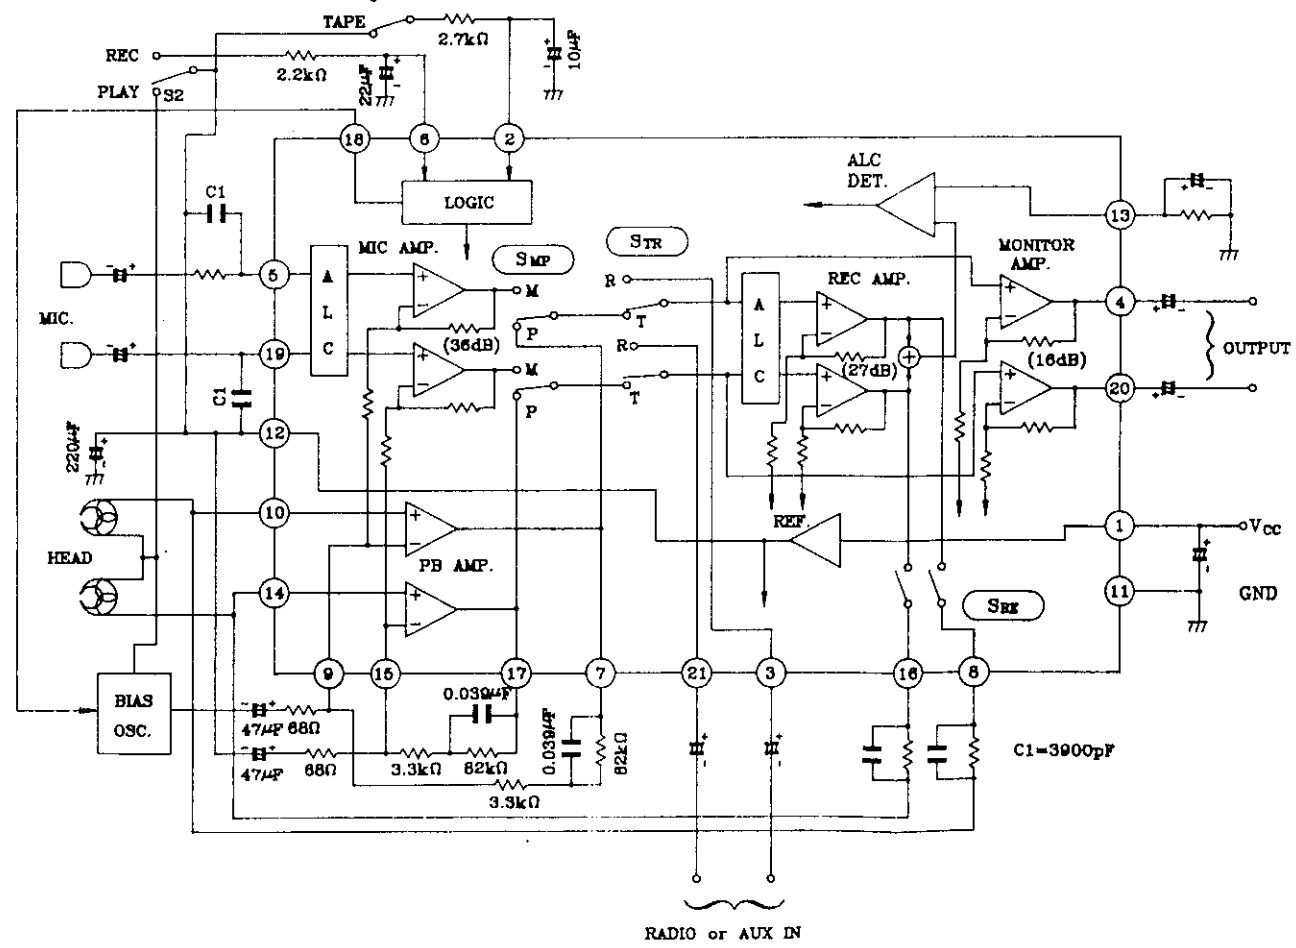 TAPE
2.7kΩ
10μF
REC
2.2kΩ
22μF
PLAY
S2
18
6
2
LOGIC
ALC
DET.
13
C1
MIC AMP.
SMP
STR
MONITOR
AMP.
5
A
L
C
M
P
R
T
REC AMP.
4
MIC.
(36dB)
A
L
C
(27dB)
(16dB)
OUTPUT
19
M
P
R
T
20
C1
220μF
12
10
REF.
1
VCC
HEAD
PB AMP.
14
SRK
11
GND
9
15
17
7
21
3
16
8
BIAS
OSC.
47μF
68Ω
0.039μF
0.039μF
82kΩ
47μF
68Ω
3.3kΩ
82kΩ
3.3kΩ
C1=3900pF
RADIO or AUX IN